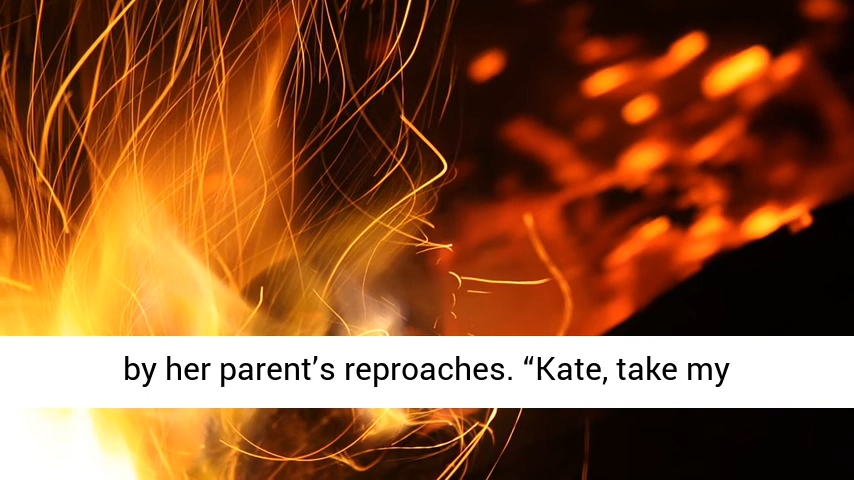 by her parent’s reproaches. “Kate, take my